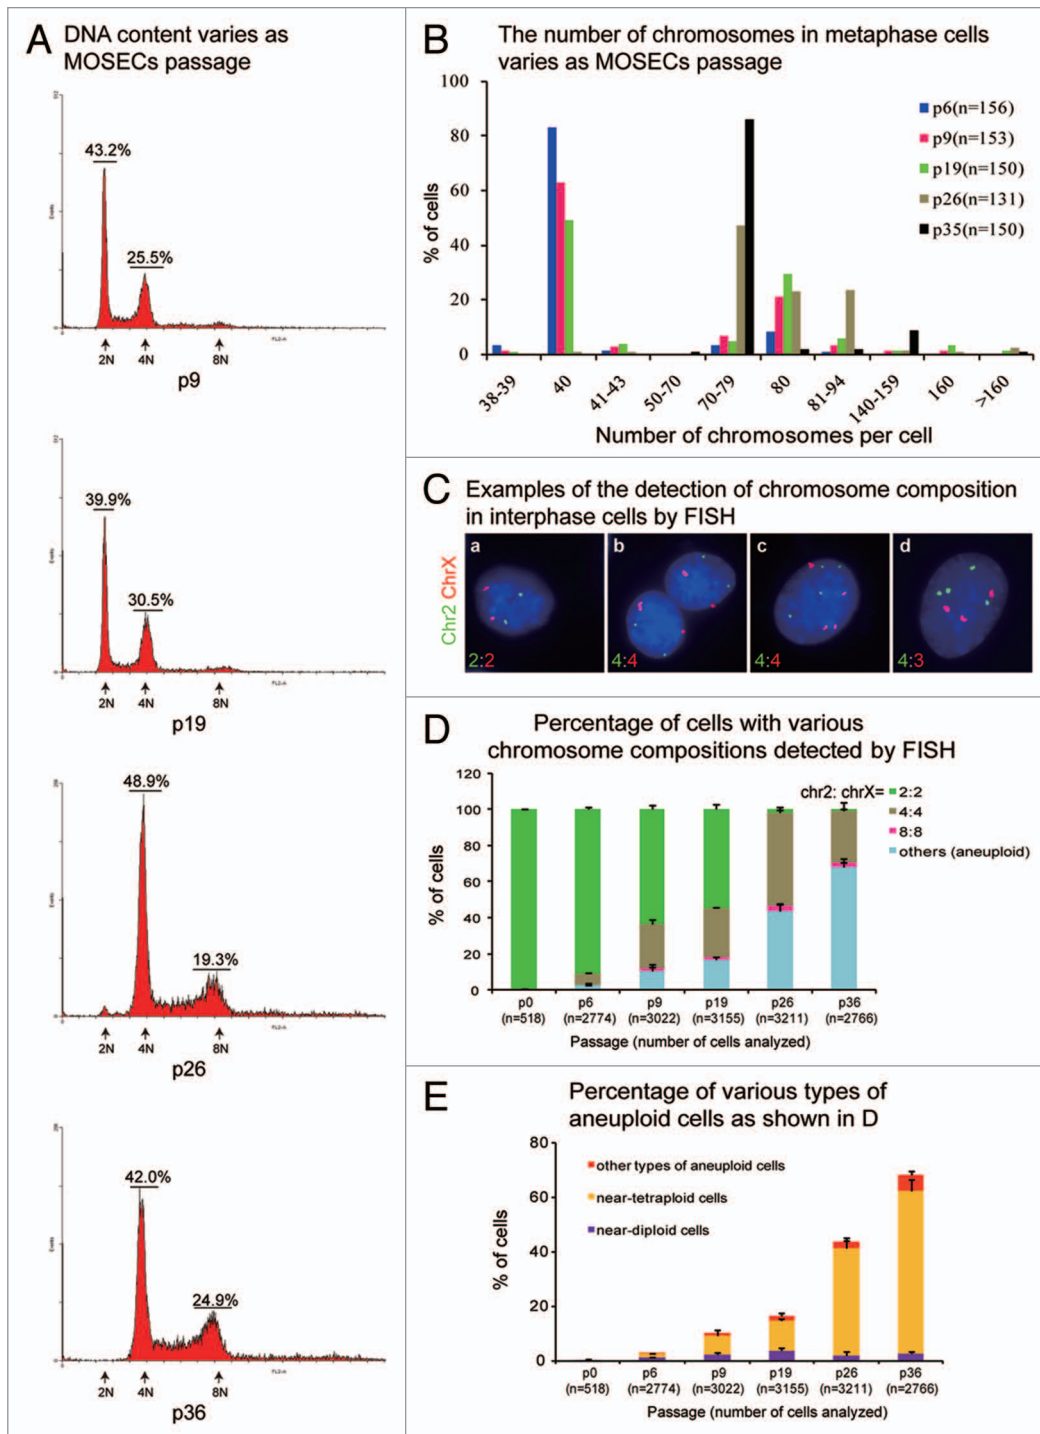 A DNA content varies as
MOSECs passage
43.2%
25.5%
Events
FL2-A
2N 4N 8N
p9
39.9%
30.5%
Events
FL2-A
2N 4N 8N
p19
48.9%
19.3%
Events
FL2-A
2N 4N 8N
p26
42.0%
24.9%
Events
FL2-A
2N 4N 8N
p36
B The number of chromosomes in metaphase cells
varies as MOSECs passage
100
80
60
40
20
0
% of cells
p6(n=156)
p9(n=153)
p19(n=150)
p26(n=131)
p35(n=150)
38-39 40 41-43 50-70 70-79 80 81-94 140-159 160 >160
Number of chromosomes per cell
C Examples of the detection of chromosome composition
in interphase cells by FISH
Chr2 ChrX
a b c d
2:2 4:4 4:4 4:3
D Percentage of cells with various
chromosome compositions detected by FISH
120
100
80
60
40
20
0
% of cells
chr2: chrX= 2:2
4:4
8:8
others (aneuploid)
p0 p6 p9 p19 p26 p36
(n=518) (n=2774) (n=3022) (n=3155) (n=3211) (n=2766)
Passage (number of cells analyzed)
E Percentage of various types of
aneuploid cells as shown in D
80
60
40
20
0
% of cells
other types of aneuploid cells
near-tetraploid cells
near-diploid cells
p0 p6 p9 p19 p26 p36
(n=518) (n=2774) (n=3022) (n=3155) (n=3211) (n=2766)
Passage (number of cells analyzed)